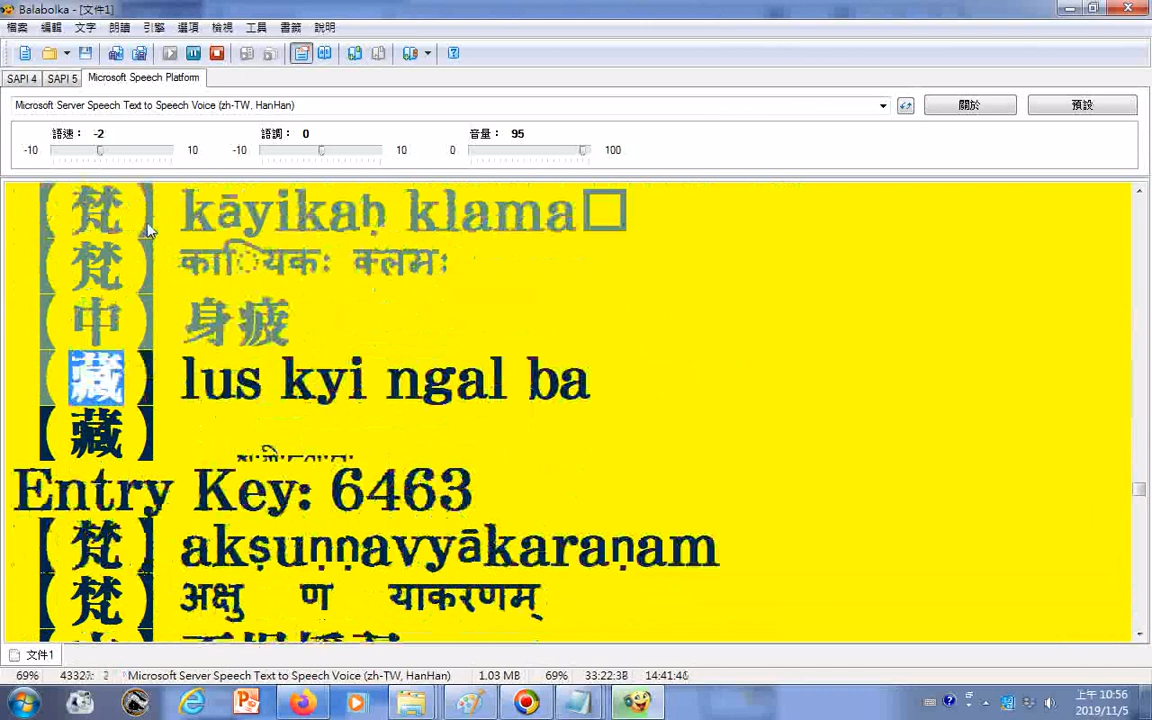 Balabolka - [文件1]
檔案 編輯 文字 朗讀 引擎 選項 檢視 工具 書籤 說明
SAPI 4 SAPI 5 Microsoft Speech Platform
Microsoft Server Speech Text to Speech Voice (zh-TW, HanHan) 關於 預設
語速： -2 語調： 0 音量： 95
-10 10 -10 10 0 100
【梵】 kāyikaḥ klama□
【梵】 कायिकः क्लमः
【中】 身疲
【藏】 lus kyi ngal ba
【藏】
Entry Key: 6463
【梵】 akṣuṇṇavyākaraṇam
【梵】 अक्षु ण याकरणम्
文件1
69% Microsoft Server Speech Text to Speech Voice (zh-TW, HanHan) 1.03 MB 69% 33:22:38
上午 10:56
2019/11/5